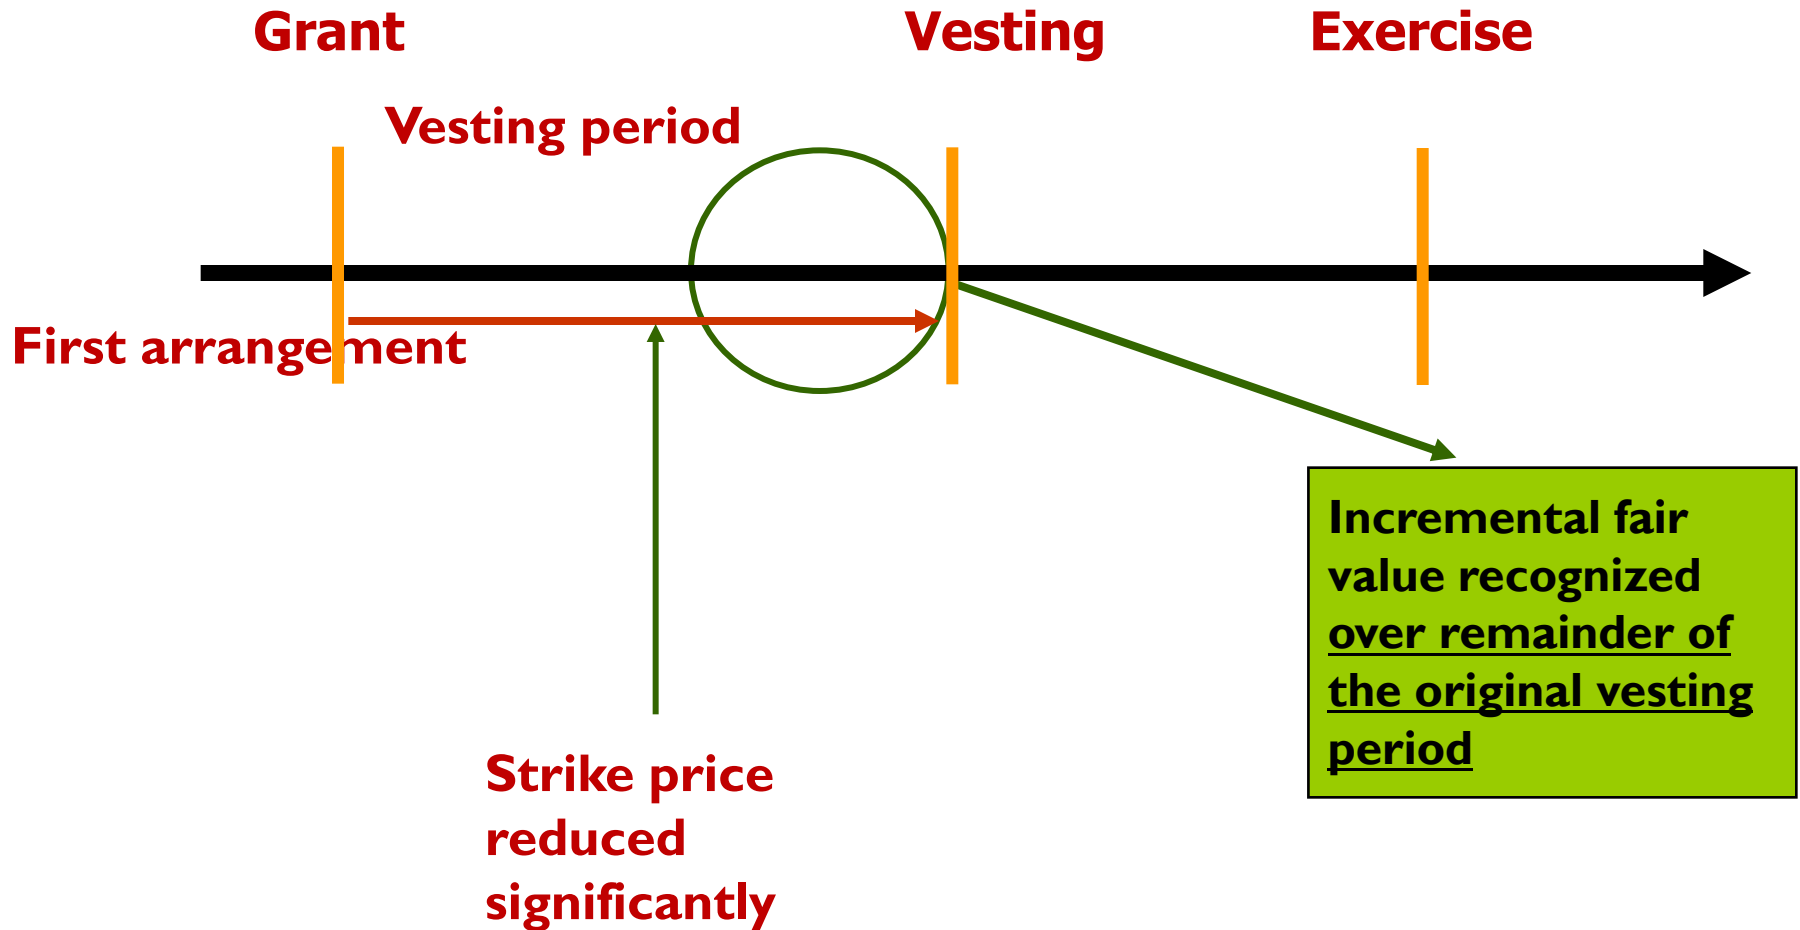 Grant
Vesting
Exercise
Vesting period
First arrangement
Incremental fair
value recognized
over remainder of
the original vesting
period
Strike price
reduced
significantly